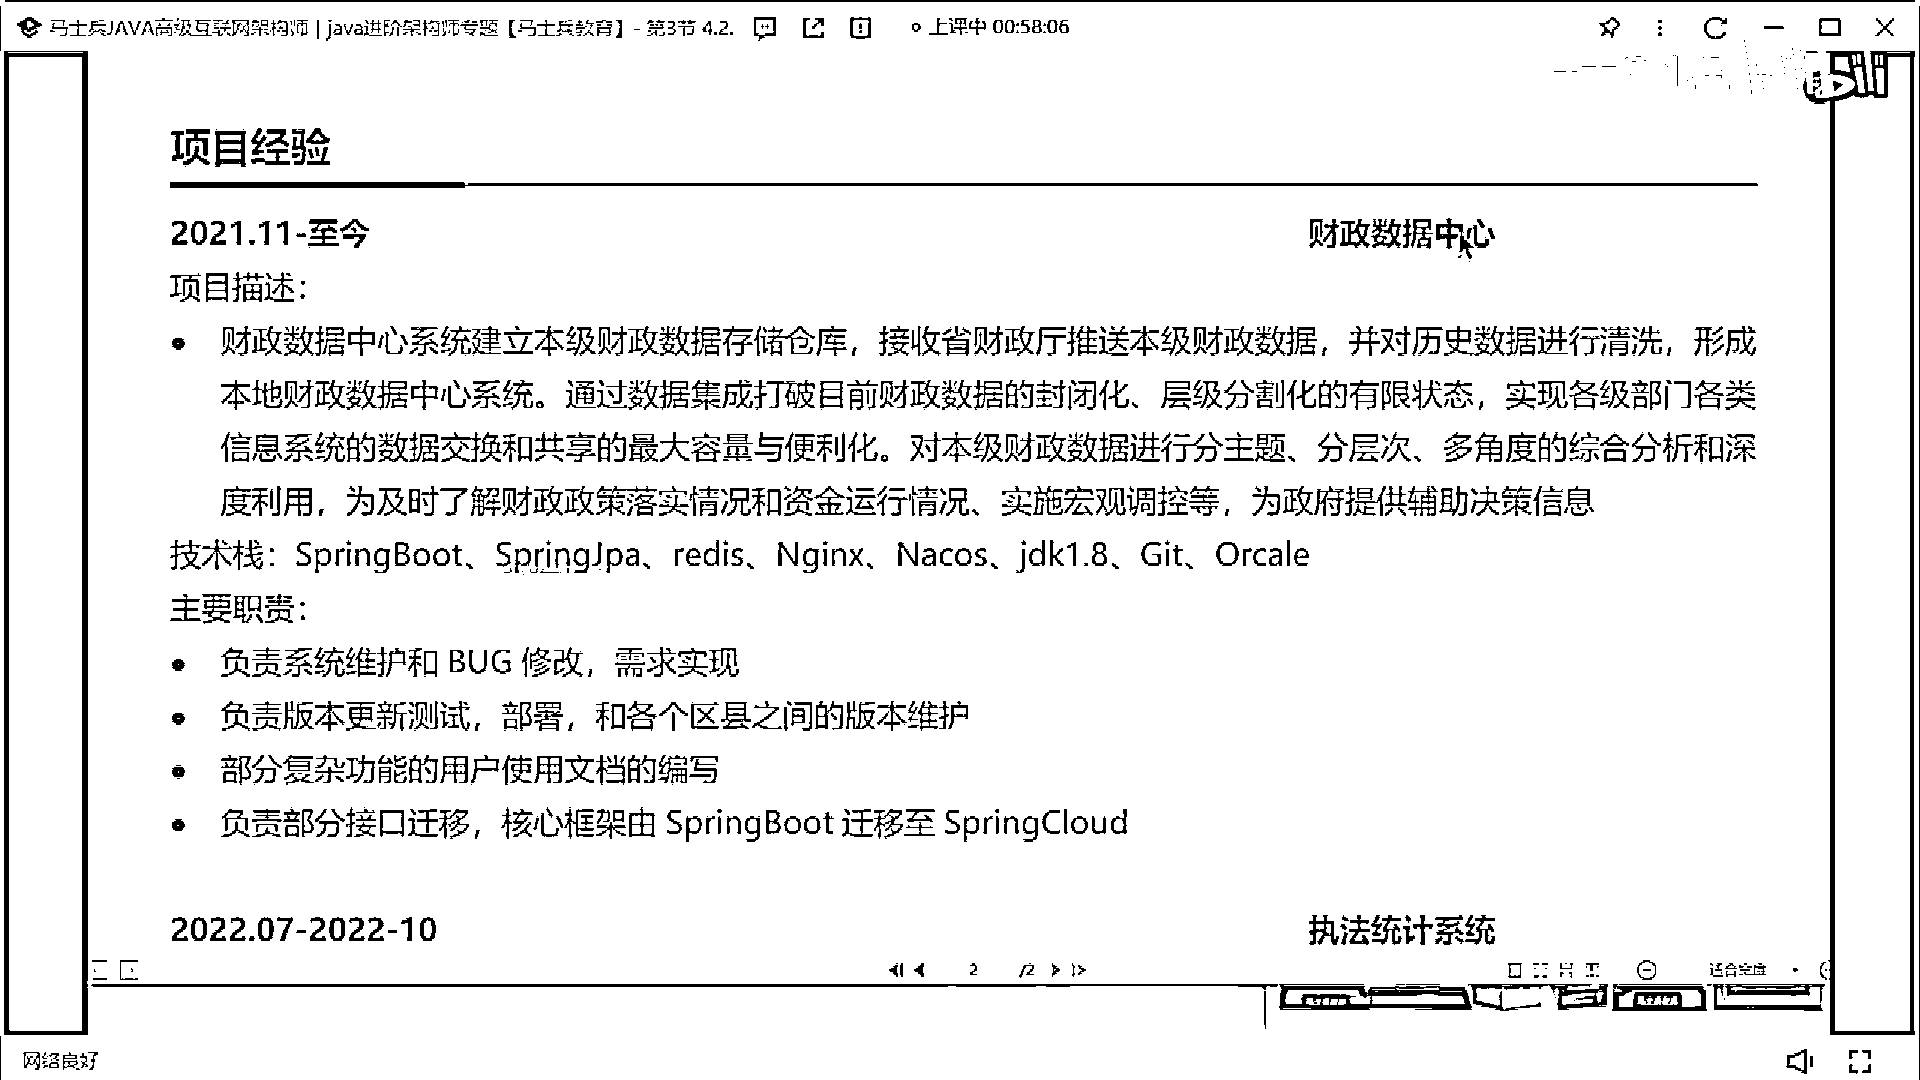 马士兵JAVA高级互联网架构师 | java进阶架构师专题【马士兵教育】- 第3节 4.2.
上课中 00:58:06
bili
项目经验
2021.11-至今 财政数据中心
项目描述：
• 财政数据中心系统建立本级财政数据存储仓库，接收省财政厅推送本级财政数据，并对历史数据进行清洗，形成
本地财政数据中心系统。通过数据集成打破目前财政数据的封闭化、层级分割化的有限状态，实现各级部门各类
信息系统的数据交换和共享的最大容量与便利化。对本级财政数据进行分主题、分层次、多角度的综合分析和深
度利用，为及时了解财政政策落实情况和资金运行情况、实施宏观调控等，为政府提供辅助决策信息
技术栈：SpringBoot、SpringJpa、redis、Nginx、Nacos、jdk1.8、Git、Orcale
主要职责：
• 负责系统维护和 BUG 修改，需求实现
• 负责版本更新测试，部署，和各个区县之间的版本维护
• 部分复杂功能的用户使用文档的编写
• 负责部分接口迁移，核心框架由 SpringBoot 迁移至 SpringCloud
2022.07-2022-10 执法统计系统
2 /2 适合宽度
网络良好